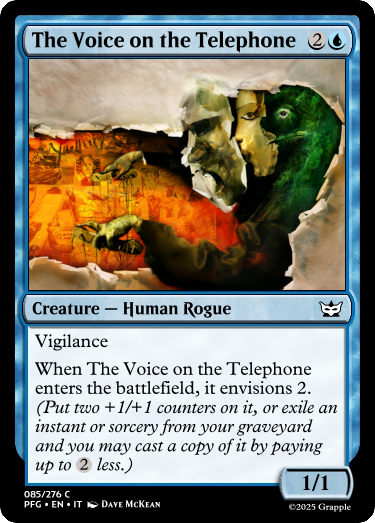 The Voice on the Telephone 2
Creature — Human Rogue
Vigilance
When The Voice on the Telephone
enters the battlefield, it envisions 2.
(Put two +1/+1 counters on it, or exile an
instant or sorcery from your graveyard
and you may cast a copy of it by paying
up to 2 less.)
1/1
085/276 C
PFG • EN • IT Dave McKean
©2025 Grapple